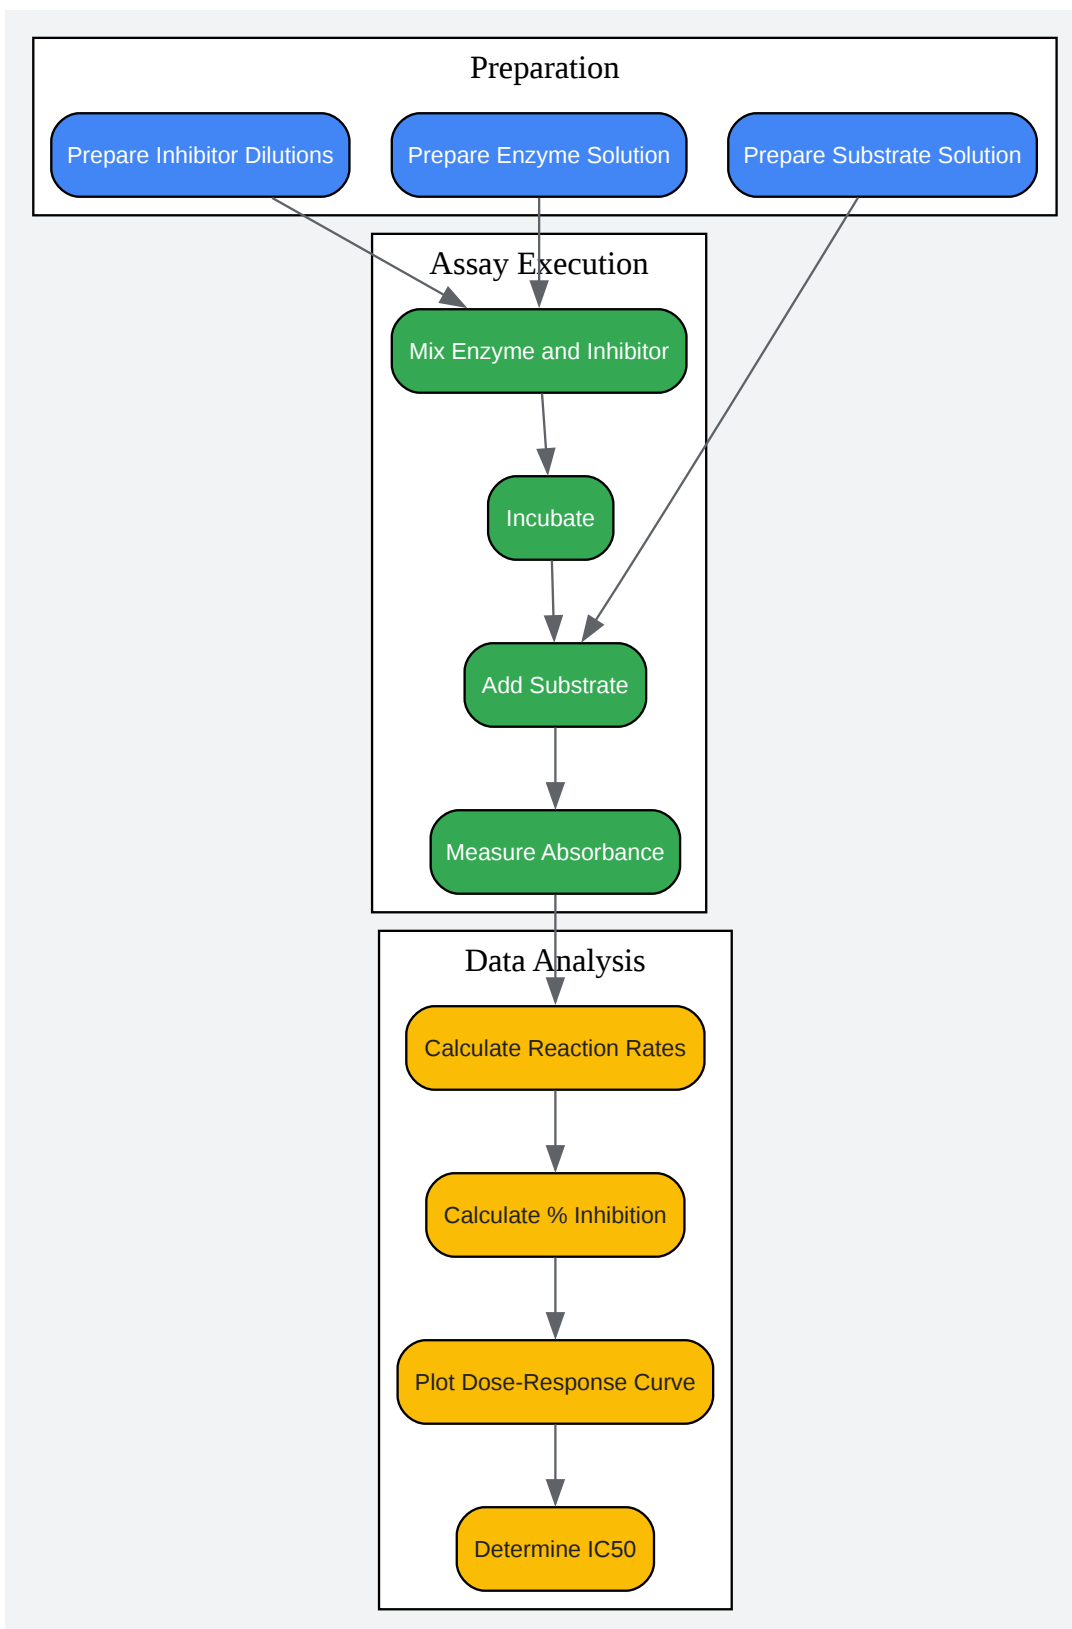 Preparation
Prepare Inhibitor Dilutions
Prepare Enzyme Solution
Prepare Substrate Solution
Assay Execution
Mix Enzyme and Inhibitor
Incubate
Add Substrate
Measure Absorbance
Data Analysis
Calculate Reaction Rates
Calculate % Inhibition
Plot Dose-Response Curve
Determine IC50